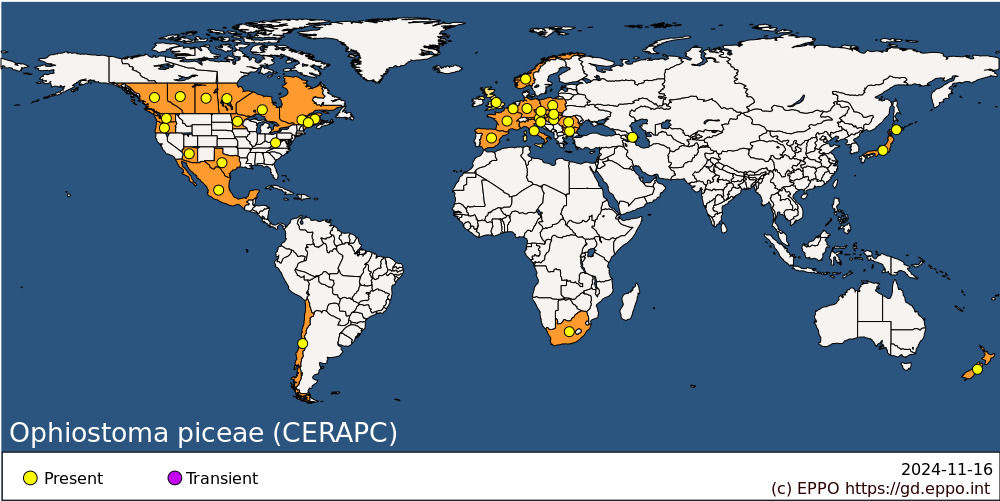 Ophiostoma piceae (CERAPC)
Present
Transient
2024-11-16
(c) EPPO https://gd.eppo.int